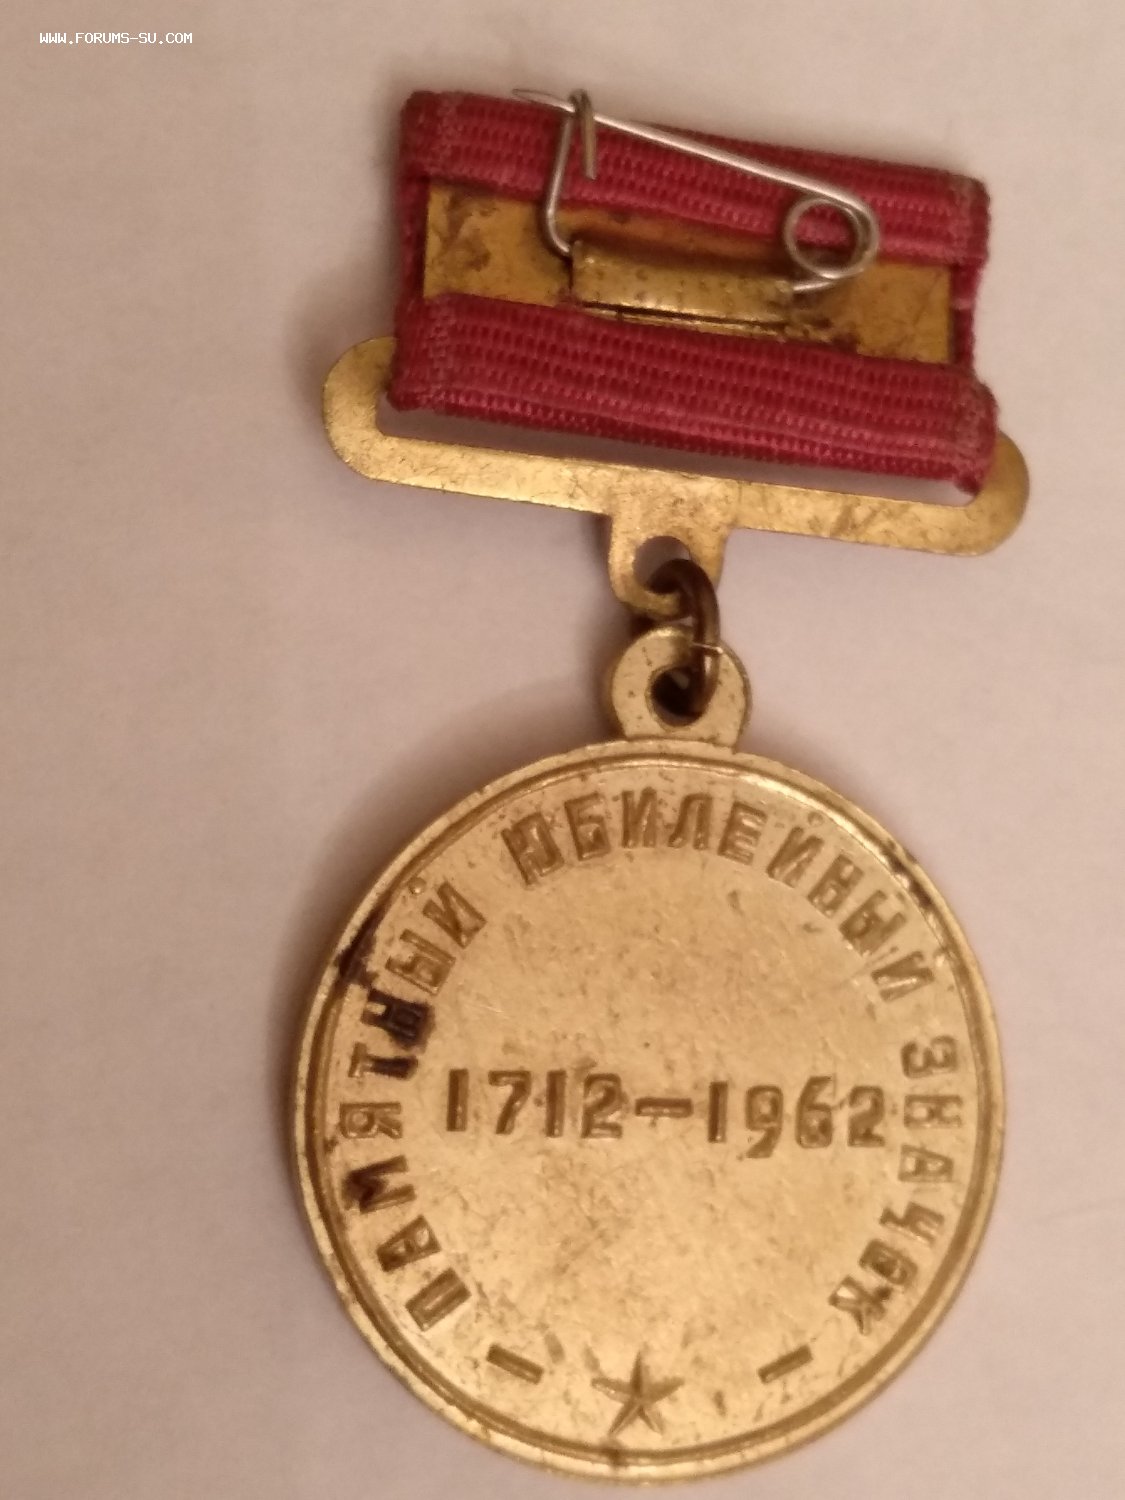 WWW.FORUMS-SU.COM
ПАМЯТНЫЙ ЮБИЛЕЙНЫЙ ЗНАЧОК
1712-1962